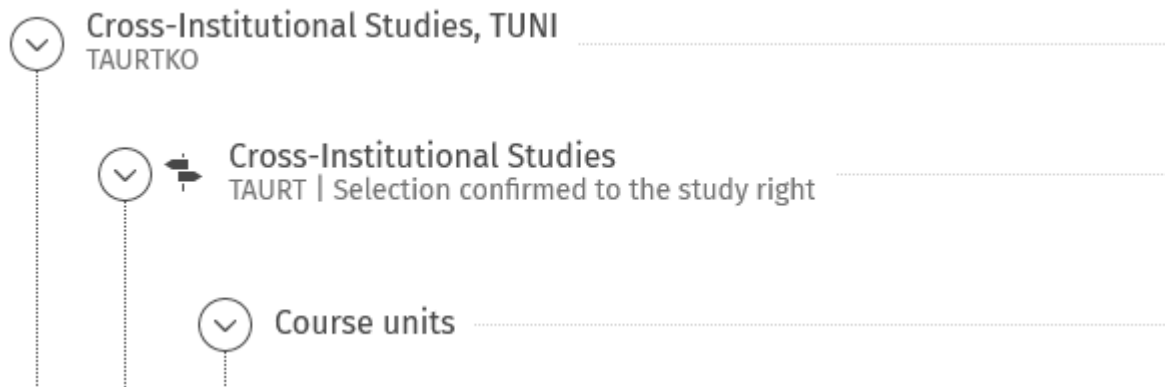 Cross-Institutional Studies, TUNI
TAURTKO
Cross-Institutional Studies
TAURT | Selection confirmed to the study right
Course units